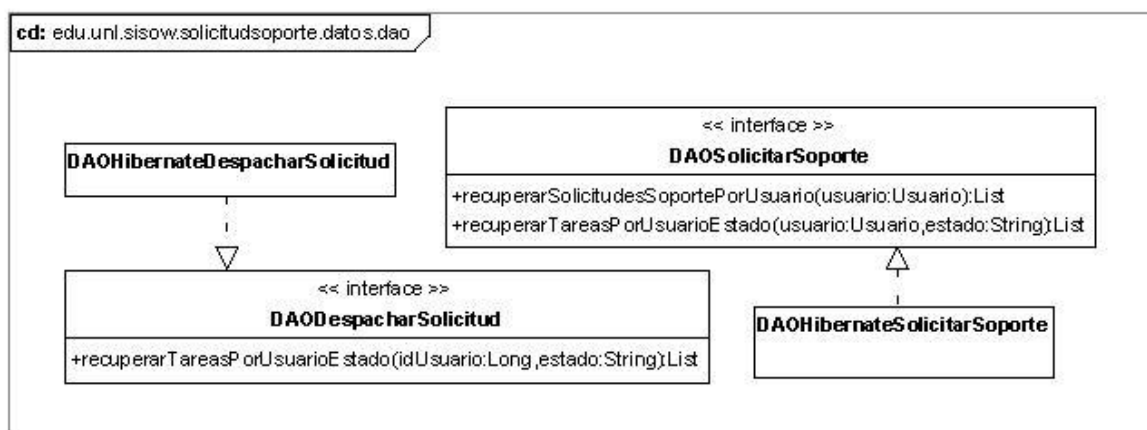 cd: edu.unl.sisow.solicitudsoporte.datos.dao
DAOHibernateDespacharSolicitud
<< interface >>
DAOSolicitarSoporte
+recuperarSolicitudesSoportePorUsuario(usuario:Usuario):List
+recuperarTareasPorUsuarioEstado(usuario:Usuario,estado:String):List
<< interface >>
DAODespacharSolicitud
+recuperarTareasPorUsuarioEstado(idUsuario:Long,estado:String):List
DAOHibernateSolicitarSoporte